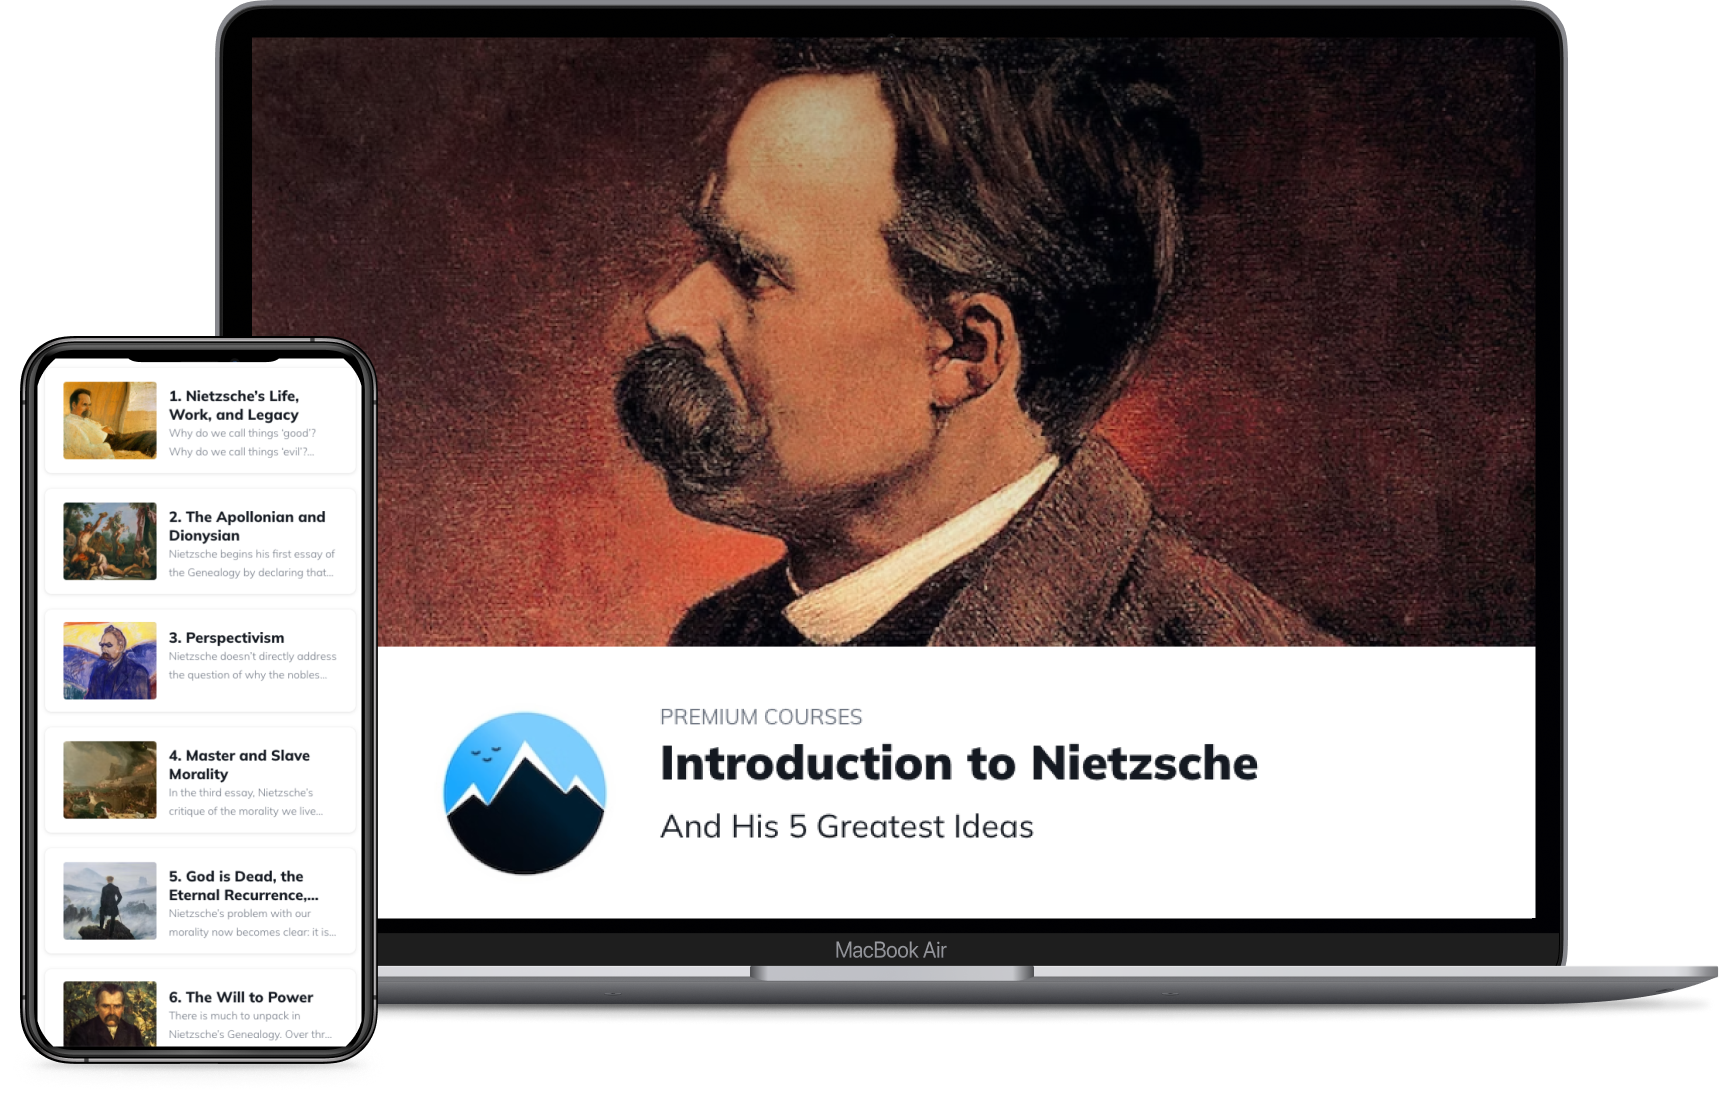 1. Nietzsche's Life,
Work, and Legacy
Why do we call things 'good'?
Why do we call things 'evil'?...
2. The Apollonian and
Dionysian
Nietzsche begins his first essay of
the Genealogy by declaring that...
3. Perspectivism
Nietzsche doesn't directly address
the question of why the nobles...
4. Master and Slave
Morality
In the third essay, Nietzsche's
critique of the morality we live...
5. God is Dead, the
Eternal Recurrence,...
Nietzsche's problem with our
morality now becomes clear: it is...
6. The Will to Power
There is much to unpack in
Nietzsche's Genealogy. Over thr...
PREMIUM COURSES
Introduction to Nietzsche
And His 5 Greatest Ideas
MacBook Air